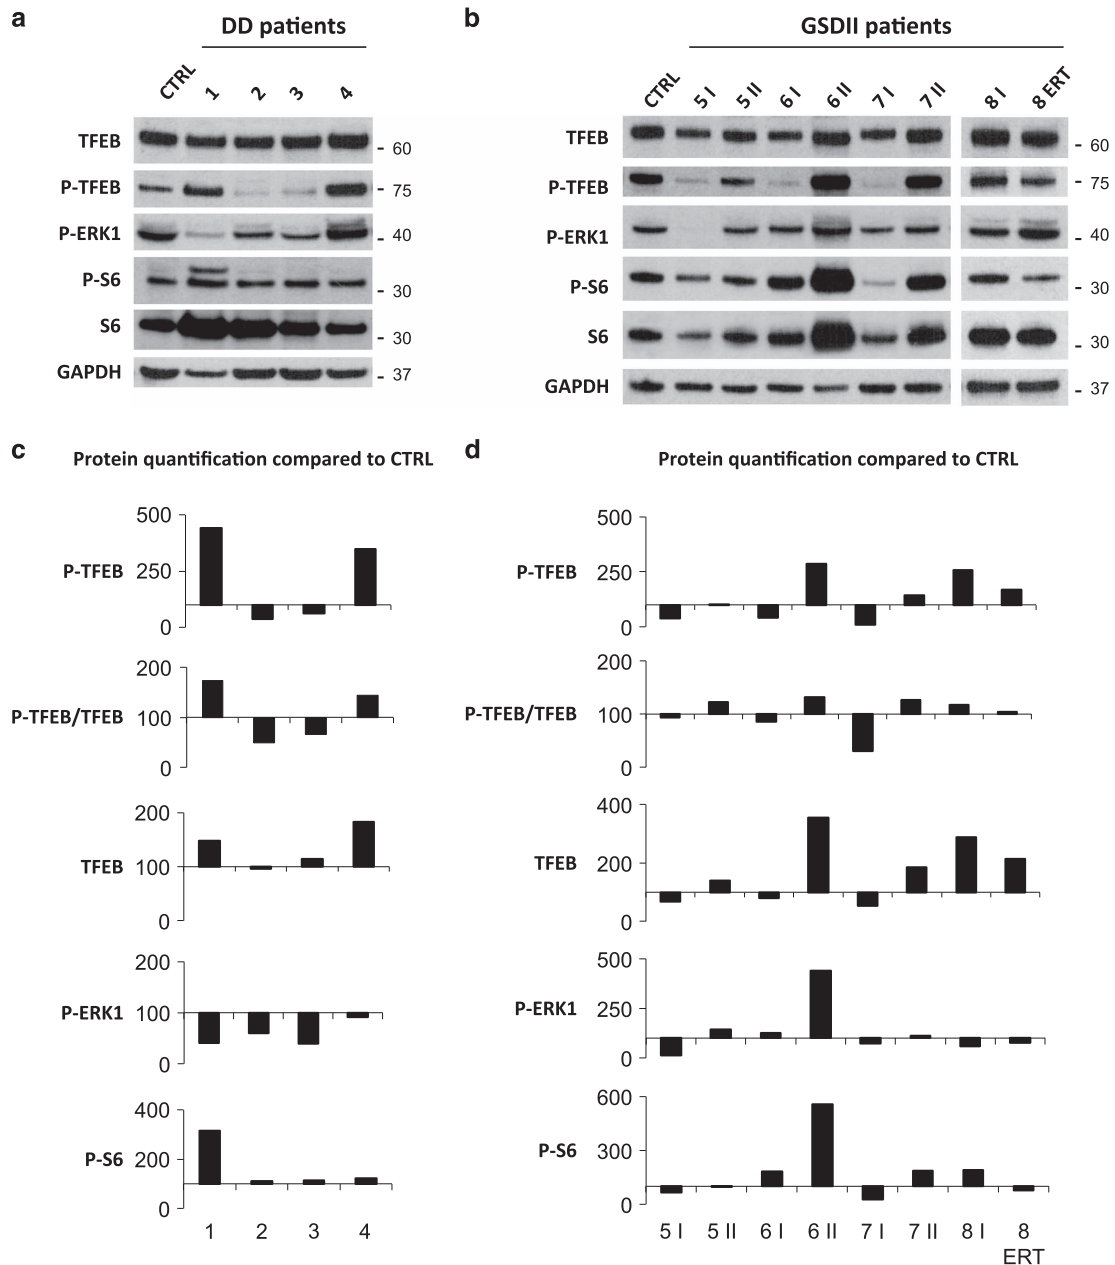 a
DD patients
CTRL 1 2 3 4
TFEB - 60
P-TFEB - 75
P-ERK1 - 40
P-S6 - 30
S6 - 30
GAPDH - 37
b
GSDII patients
CTRL 5 I 5 II 6 I 6 II 7 I 7 II 8 I 8 ERT
TFEB - 60
P-TFEB - 75
P-ERK1 - 40
P-S6 - 30
S6 - 30
GAPDH - 37
c
Protein quantification compared to CTRL
500
P-TFEB 250
0
200
P-TFEB/TFEB 100
0
200
TFEB 100
0
200
P-ERK1 100
0
400
P-S6 200
0
1 2 3 4
d
Protein quantification compared to CTRL
500
P-TFEB 250
0
200
P-TFEB/TFEB 100
0
400
TFEB 200
0
500
P-ERK1 250
0
600
P-S6 300
0
5 I 5 II 6 I 6 II 7 I 7 II 8 I 8
ERT